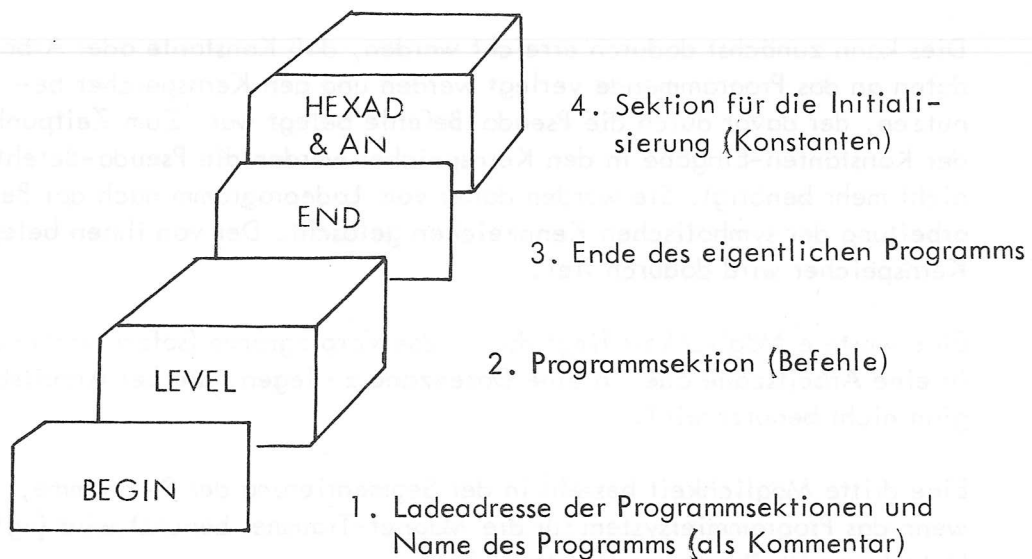 HEXAD
& AN
4. Sektion für die Initiali-
sierung (Konstanten)
END
3. Ende des eigentlichen Programms
LEVEL
2. Programmsektion (Befehle)
BEGIN
1. Ladeadresse der Programmsektionen und
Name des Programms (als Kommentar)